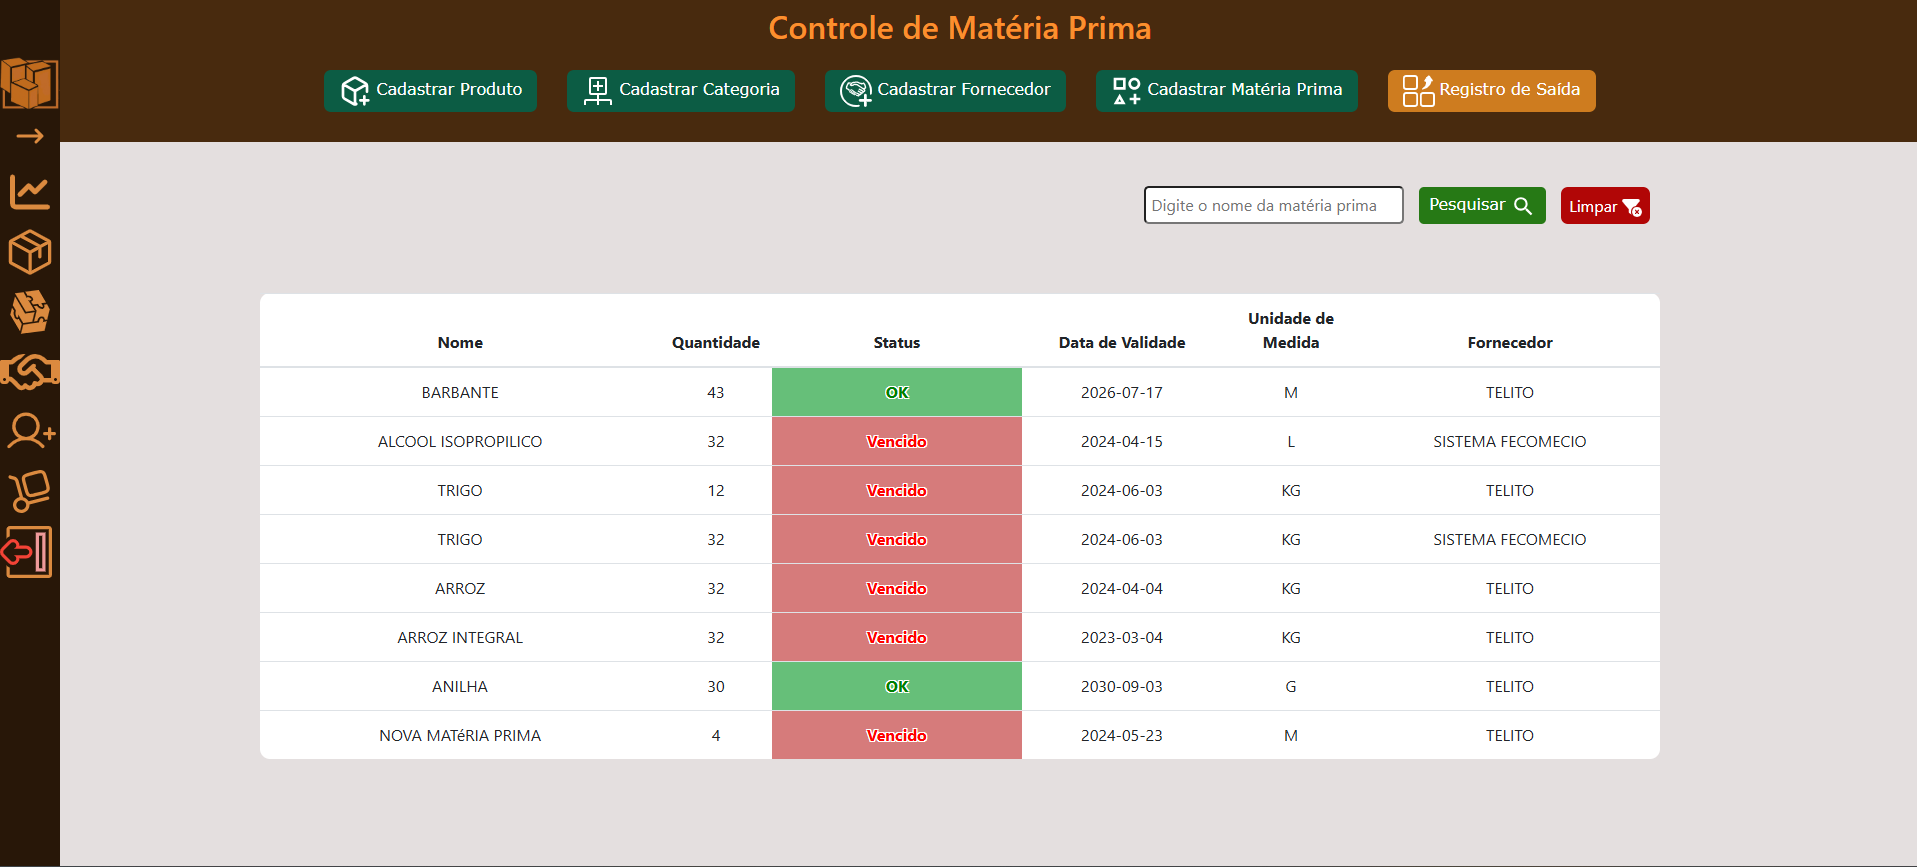 Controle de Matéria Prima
Cadastrar Produto Cadastrar Categoria Cadastrar Fornecedor Cadastrar Matéria Prima Registro de Saída
Digite o nome da matéria prima Pesquisar Limpar
Nome Quantidade Status Data de Validade Unidade de Medida Fornecedor
BARBANTE 43 OK 2026-07-17 M TELITO
ALCOOL ISOPROPILICO 32 Vencido 2024-04-15 L SISTEMA FECOMECIO
TRIGO 12 Vencido 2024-06-03 KG TELITO
TRIGO 32 Vencido 2024-06-03 KG SISTEMA FECOMECIO
ARROZ 32 Vencido 2024-04-04 KG TELITO
ARROZ INTEGRAL 32 Vencido 2023-03-04 KG TELITO
ANILHA 30 OK 2030-09-03 G TELITO
NOVA MATéRIA PRIMA 4 Vencido 2024-05-23 M TELITO